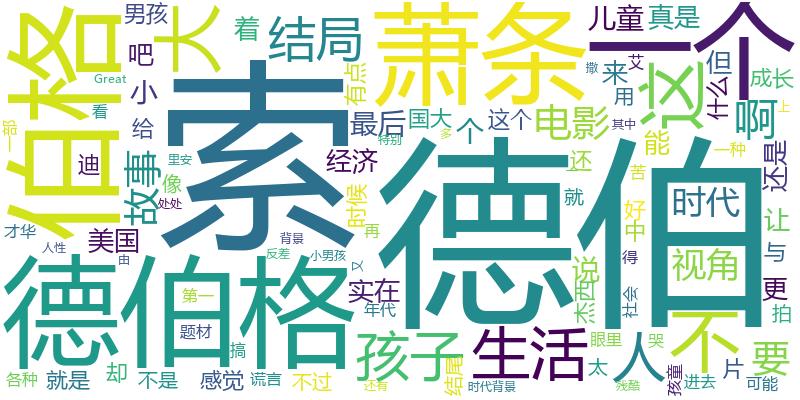 男孩
大
着
结局
萧条
一个
儿童
真是
伯格
吧
Great
小
有点
来
艾
撒
用
这
但
什么
成长
上
看
一部
给
索
最后
国大
个
这个
电影
能
啊
多
特别
其中
一种
还是
迪
故事
里安
像
处处
经济
时候
还
就
德伯
苦
好
中
时代
让
才华
人性
美国
背景
反差
小男孩
由
再
又
说
得
视角
与
德伯格
第一
题材
实在
年代
杰西
社会
更
拍
搞
孩子
生活
人
不
要
各种
就是
却
不是
感觉
谎言
不过
还有
结尾
时代背景
太
眼里
残酷
哭
孩童
进去
片
可能